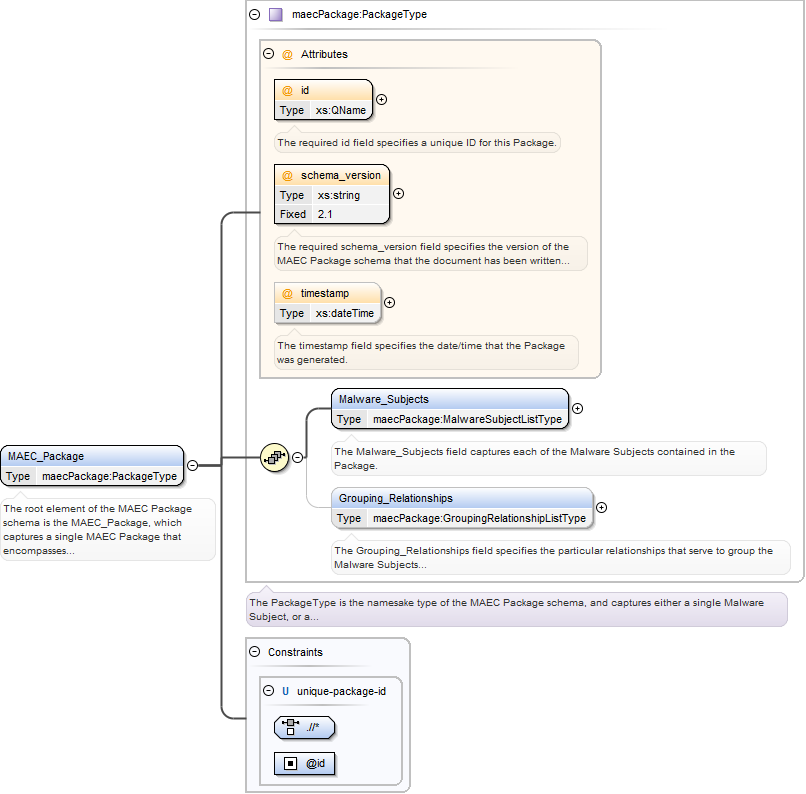 maecPackage:PackageType
@ Attributes
@ id
Type xs:QName
The required id field specifies a unique ID for this Package.
@ schema_version
Type xs:string
Fixed 2.1
The required schema_version field specifies the version of the
MAEC Package schema that the document has been written...
@ timestamp
Type xs:dateTime
The timestamp field specifies the date/time that the Package
was generated.
Malware_Subjects
Type maecPackage:MalwareSubjectListType
The Malware_Subjects field captures each of the Malware Subjects contained in the
Package.
MAEC_Package
Type maecPackage:PackageType
The root element of the MAEC Package
schema is the MAEC_Package, which
captures a single MAEC Package that
encompasses...
Grouping_Relationships
Type maecPackage:GroupingRelationshipListType
The Grouping_Relationships field specifies the particular relationships that serve to group the
Malware Subjects...
The PackageType is the namesake type of the MAEC Package schema, and captures either a single Malware
Subject, or a...
Constraints
U unique-package-id
.//*
@id